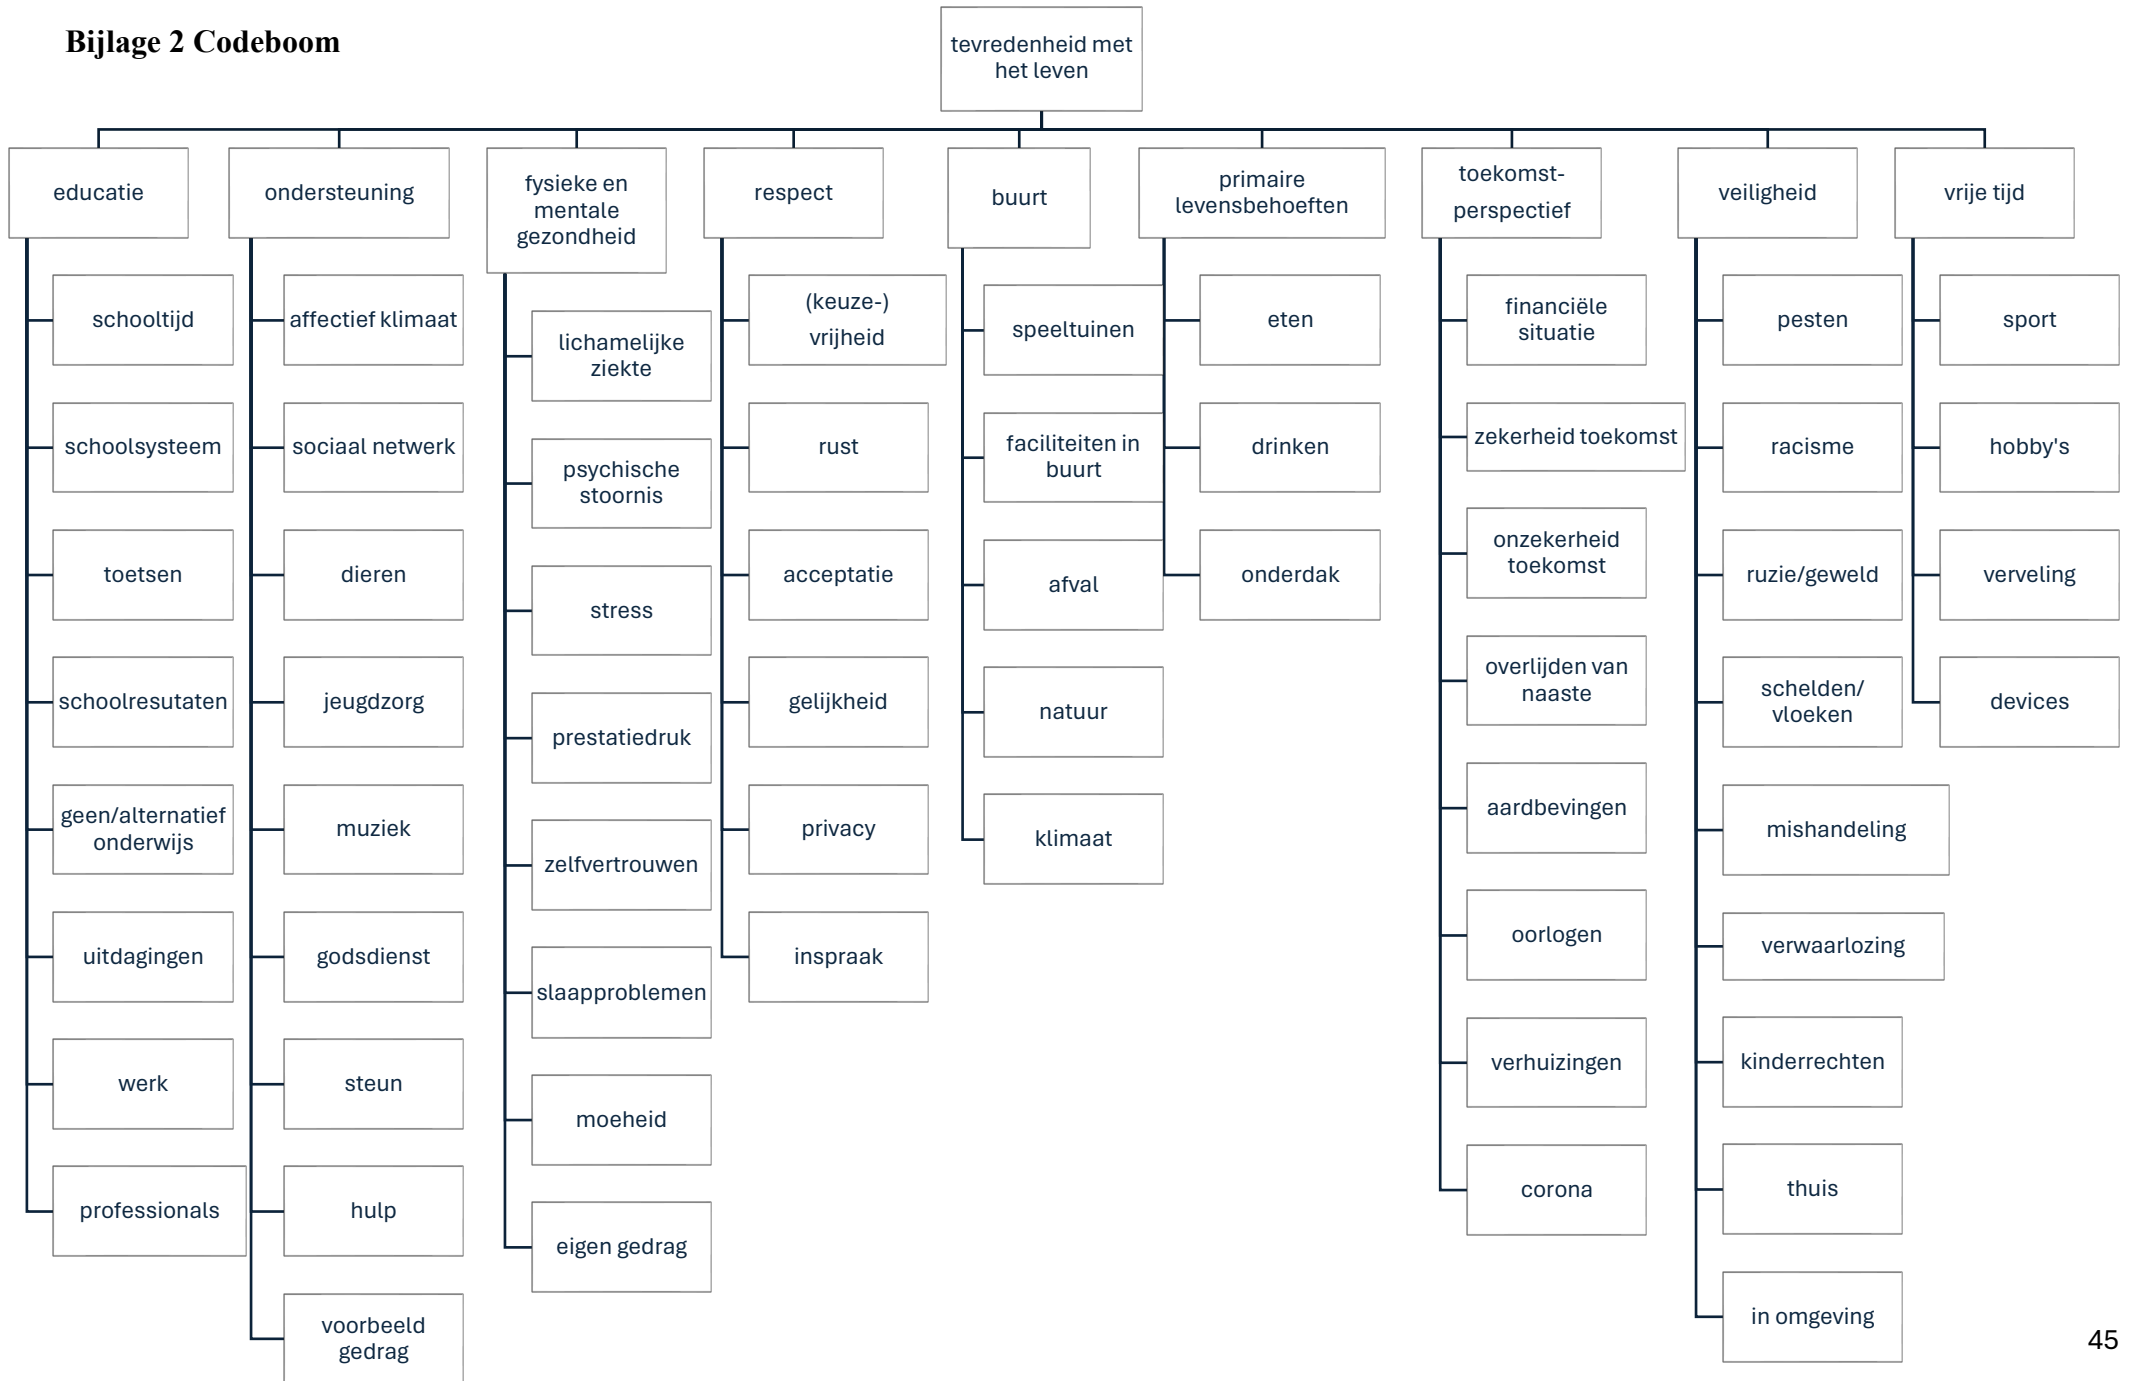 Bijlage 2 Codeboom
tevredenheid met
het leven
educatie
schooltijd
schoolsysteem
toetsen
schoolresutaten
geen/alternatief
onderwijs
uitdagingen
werk
professionals
ondersteuning
affectief klimaat
sociaal netwerk
dieren
jeugdzorg
muziek
godsdienst
steun
hulp
voorbeeld
gedrag
fysieke en
mentale
gezondheid
lichamelijke
ziekte
psychische
stoornis
stress
prestatiedruk
zelfvertrouwen
slaapproblemen
moeheid
eigen gedrag
respect
(keuze-)
vrijheid
rust
acceptatie
gelijkheid
privacy
inspraak
buurt
speeltuinen
faciliteiten in
buurt
afval
natuur
klimaat
primaire
levensbehoeften
eten
drinken
onderdak
toekomst-
perspectief
financiële
situatie
zekerheid toekomst
onzekerheid
toekomst
overlijden van
naaste
aardbevingen
oorlogen
verhuizingen
corona
veiligheid
pesten
racisme
ruzie/geweld
schelden/
vloeken
mishandeling
verwaarlozing
kinderrechten
thuis
in omgeving
vrije tijd
sport
hobby's
verveling
devices
45